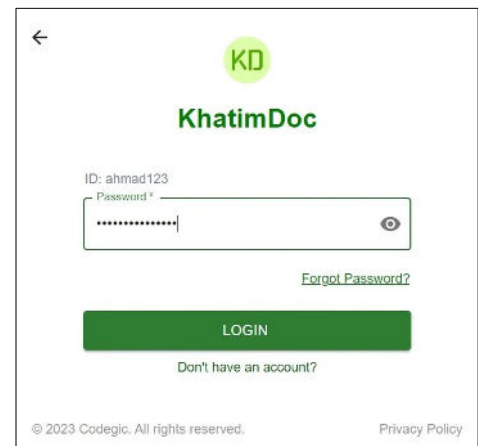 KD
KhatimDoc
ID: ahmad123
Password *
•••••••••••••••
Forgot Password?
LOGIN
Don't have an account?
© 2023 Codegic. All rights reserved. Privacy Policy